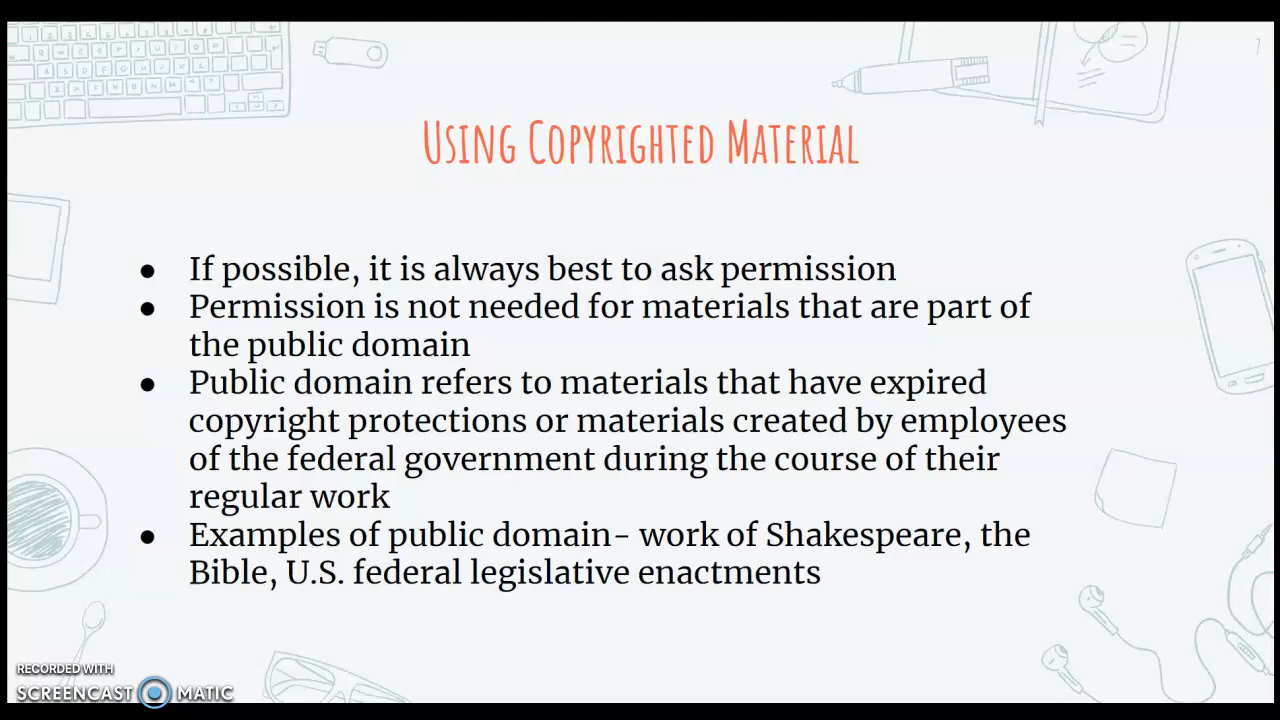 7
Using Copyrighted Material
● If possible, it is always best to ask permission
● Permission is not needed for materials that are part of
the public domain
● Public domain refers to materials that have expired
copyright protections or materials created by employees
of the federal government during the course of their
regular work
● Examples of public domain- work of Shakespeare, the
Bible, U.S. federal legislative enactments
RECORDED WITH
SCREENCAST MATIC